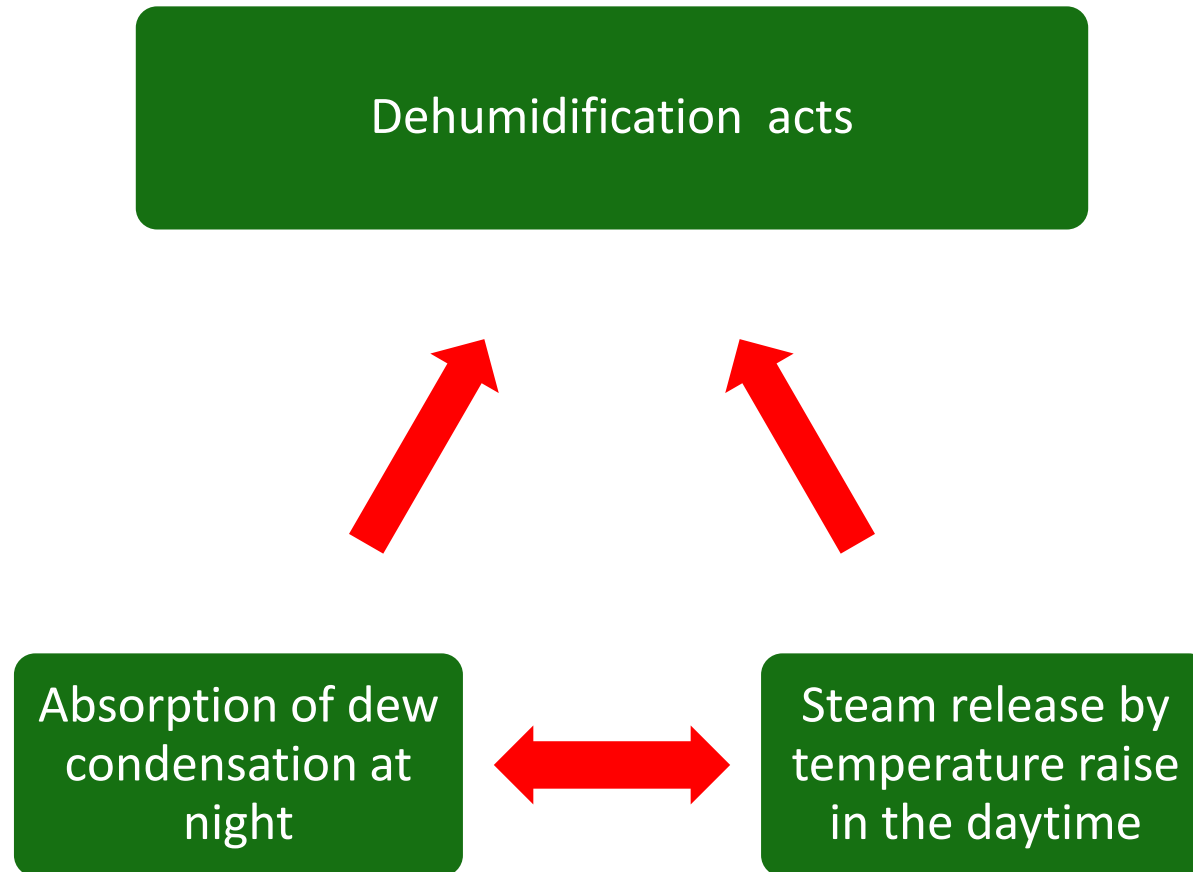 Dehumidification  acts
Absorption of dew
condensation at
night
Steam release by
temperature raise
in the daytime